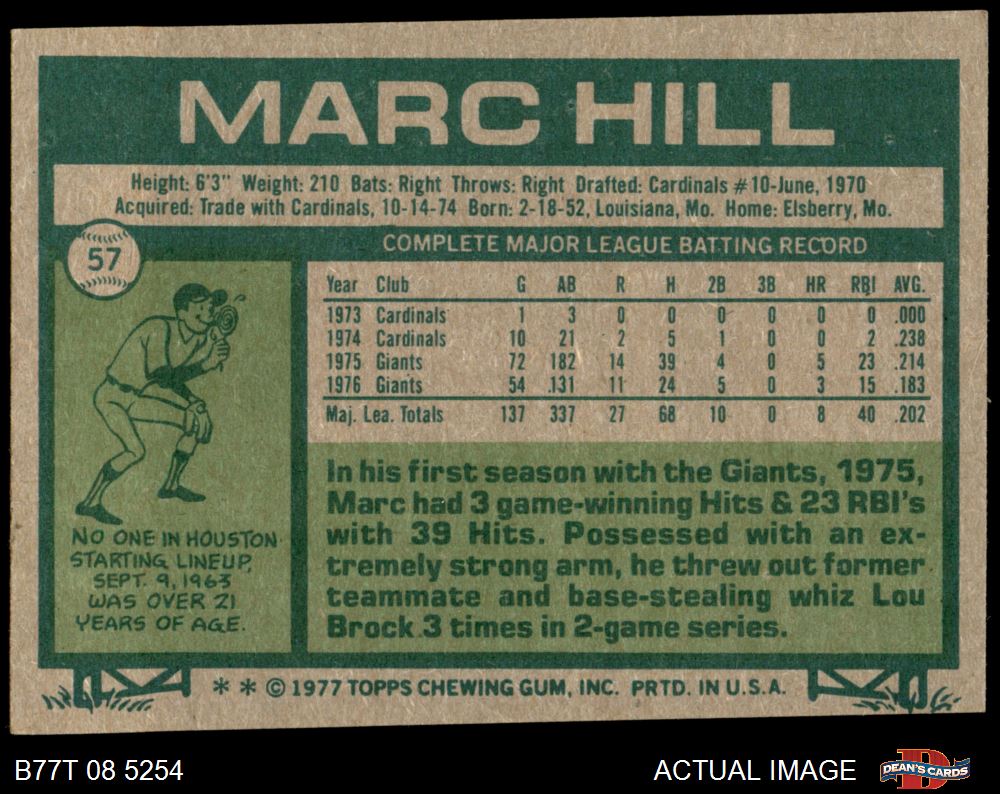 MARC HILL
Height: 6'3" Weight: 210 Bats: Right Throws: Right Drafted: Cardinals #10-June, 1970
Acquired: Trade with Cardinals, 10-14-74 Born: 2-18-52, Louisiana, Mo. Home: Elsberry, Mo.
57
COMPLETE MAJOR LEAGUE BATTING RECORD
Year Club G AB R H 2B 3B HR RBI AVG.
1973 Cardinals 1 3 0 0 0 0 0 0 .000
1974 Cardinals 10 21 2 5 1 0 0 2 .238
1975 Giants 72 182 14 39 4 0 5 23 .214
1976 Giants 54 131 11 24 5 0 3 15 .183
Maj. Lea. Totals 137 337 27 68 10 0 8 40 .202
NO ONE IN HOUSTON
STARTING LINEUP,
SEPT. 9, 1963
WAS OVER 21
YEARS OF AGE.
In his first season with the Giants, 1975,
Marc had 3 game-winning Hits & 23 RBI's
with 39 Hits. Possessed with an ex-
tremely strong arm, he threw out former
teammate and base-stealing whiz Lou
Brock 3 times in 2-game series.
* * © 1977 TOPPS CHEWING GUM, INC. PRTD. IN U.S.A.
B77T 08 5254
ACTUAL IMAGE
DEAN'S CARDS